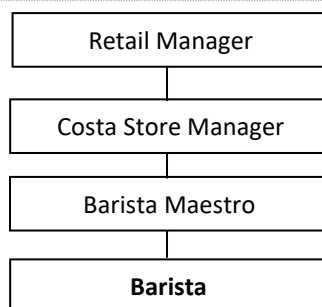 Retail Manager
Costa Store Manager
Barista Maestro
Barista